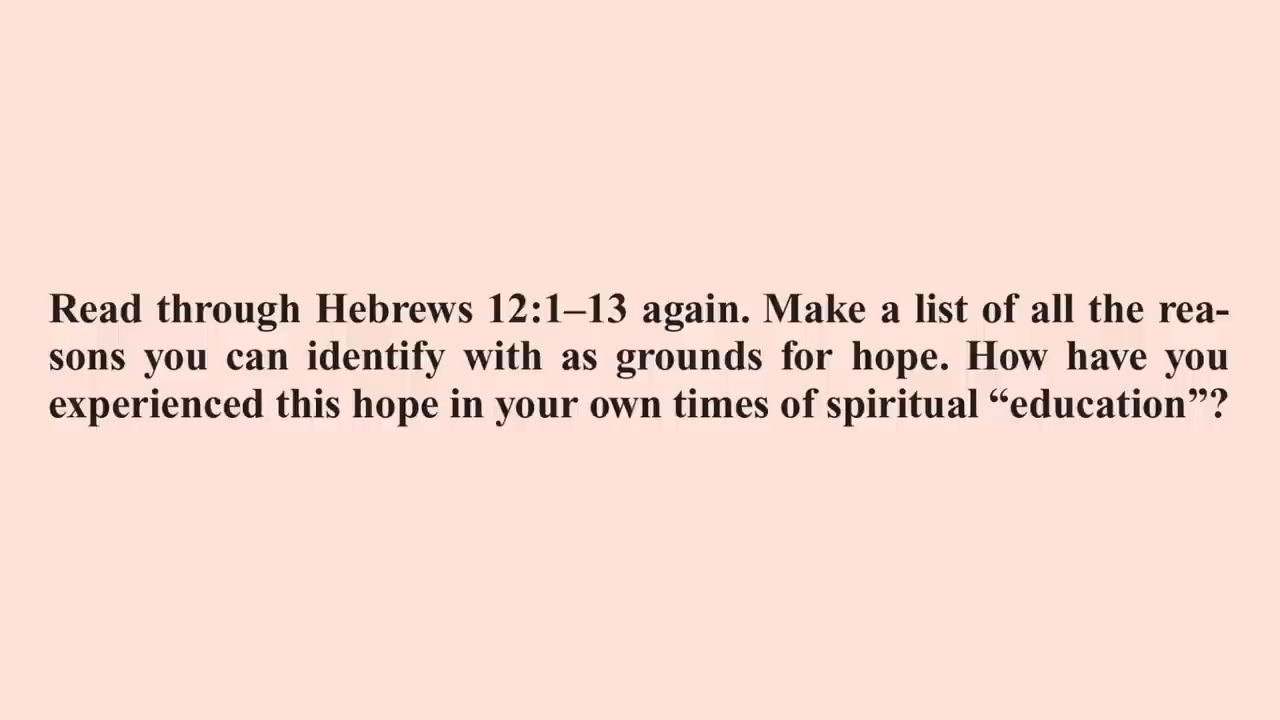 Read through Hebrews 12:1–13 again. Make a list of all the rea-
sons you can identify with as grounds for hope. How have you
experienced this hope in your own times of spiritual “education”?